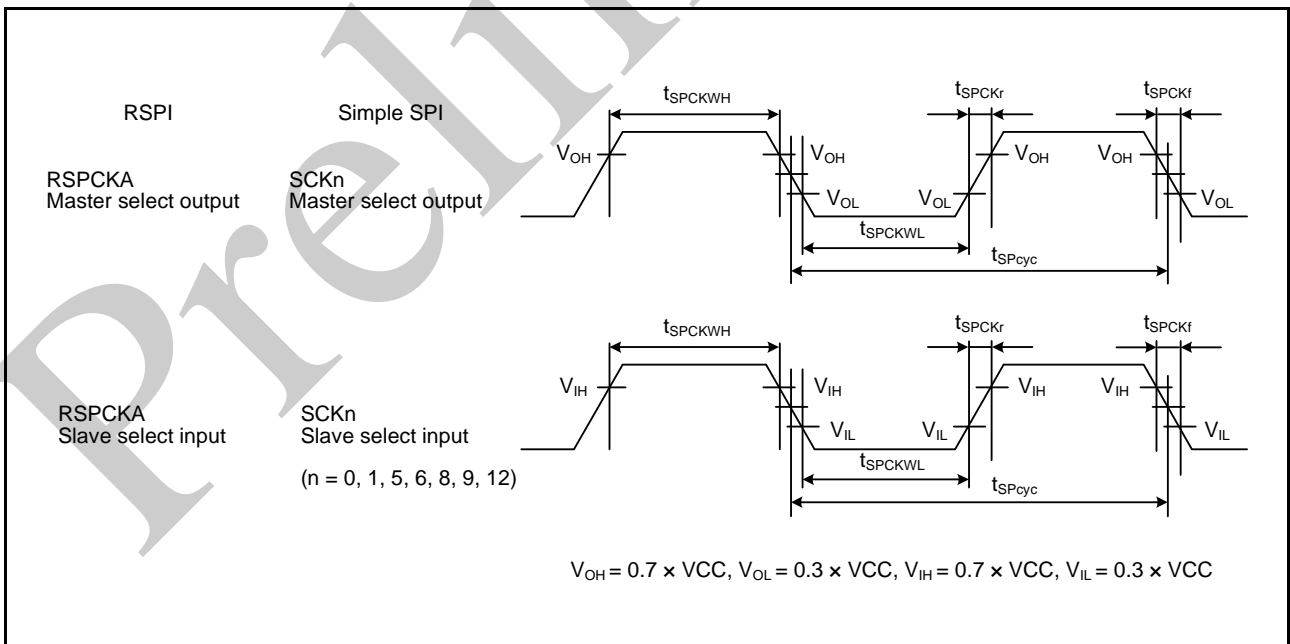 RSPI
Simple SPI
RSPCKA
Master select output
SCKn
Master select output
tSPCKWH
tSPCKr
tSPCKf
VOH
VOH
VOL
VOL
VOH
VOH
VOL
tSPCKWL
tSPcyc
RSPCKA
Slave select input
SCKn
Slave select input
(n = 0, 1, 5, 6, 8, 9, 12)
tSPCKWH
tSPCKr
tSPCKf
VIH
VIH
VIL
VIL
VIH
VIH
VIL
tSPCKWL
tSPcyc
VOH = 0.7 × VCC, VOL = 0.3 × VCC, VIH = 0.7 × VCC, VIL = 0.3 × VCC